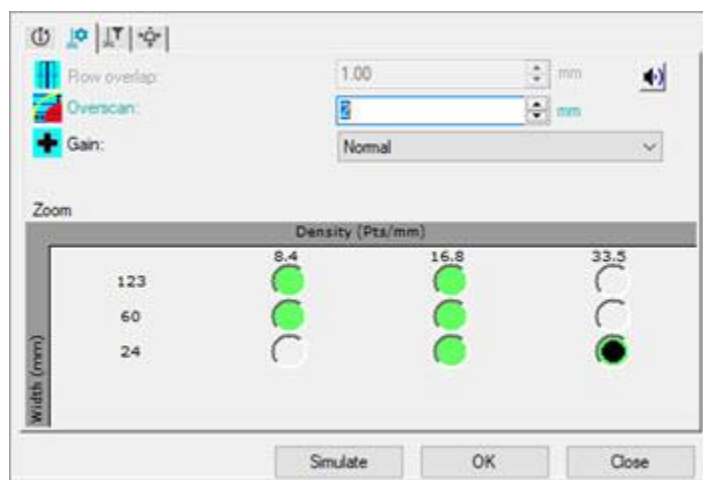 Row overlap: 1.00 mm
Overscan: 2 mm
Gain: Normal
Zoom
Density (Pts/mm)
8.4 16.8 33.5
123
60
24
Width (mm)
Simulate OK Close